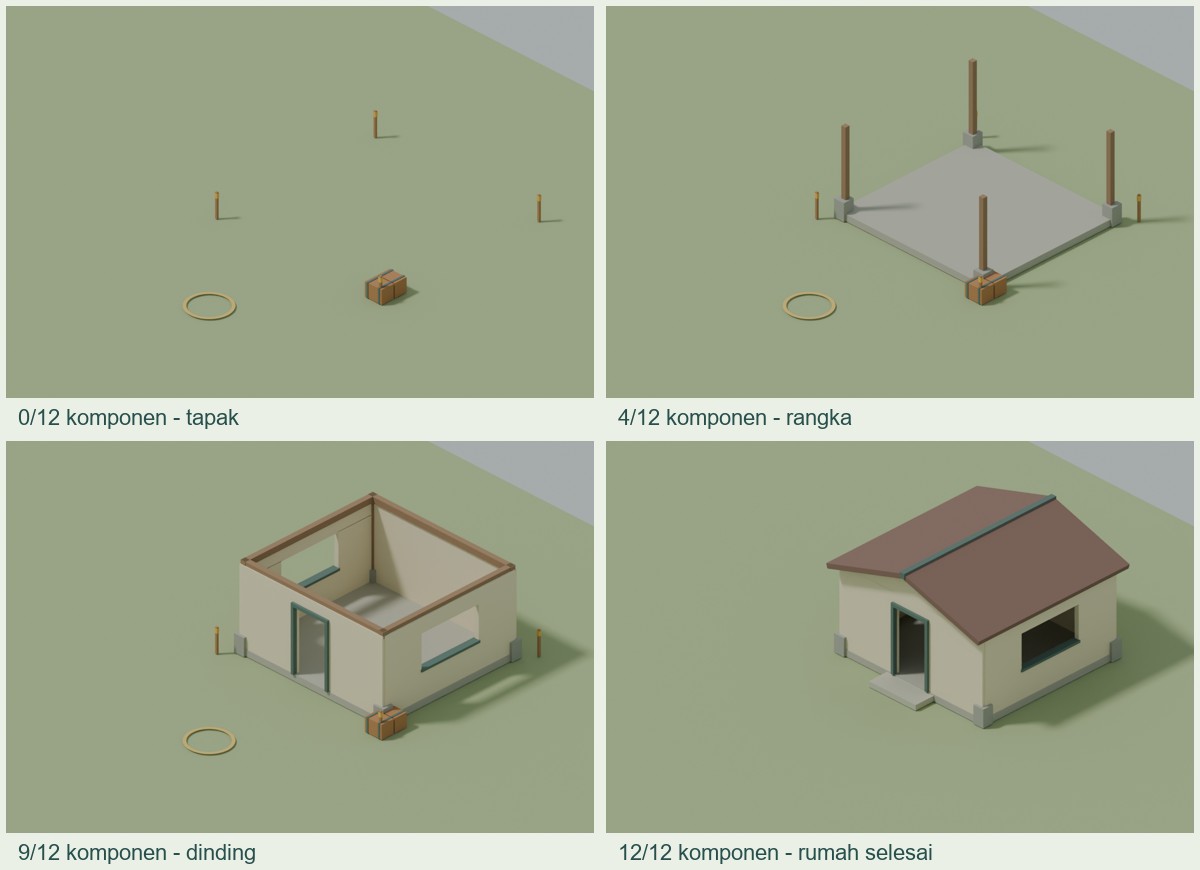 0/12 komponen - tapak
4/12 komponen - rangka
9/12 komponen - dinding
12/12 komponen - rumah selesai